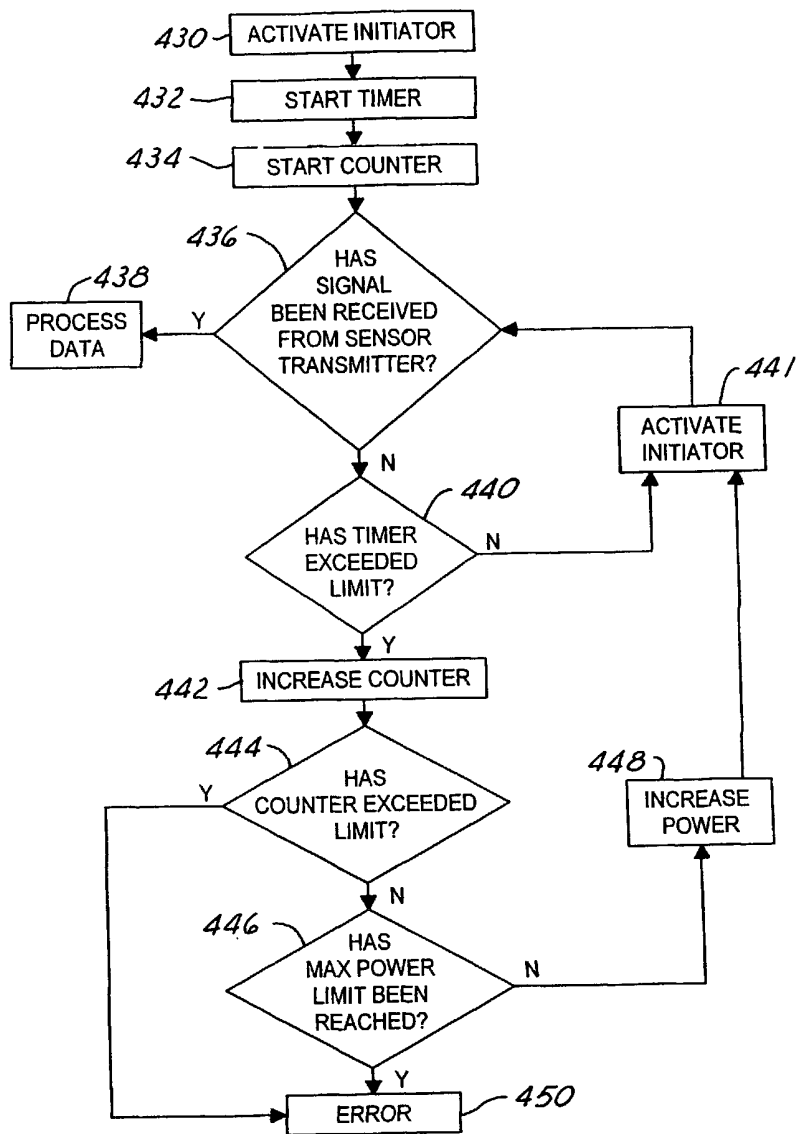 430
ACTIVATE INITIATOR
432
START TIMER
434
START COUNTER
436
HAS
SIGNAL
BEEN RECEIVED
FROM SENSOR
TRANSMITTER?
438
Y
PROCESS
DATA
441
ACTIVATE
INITIATOR
N
440
HAS TIMER
EXCEEDED
LIMIT?
N
Y
442
INCREASE COUNTER
444
Y
HAS
COUNTER EXCEEDED
LIMIT?
448
INCREASE
POWER
N
446
HAS
MAX POWER
LIMIT BEEN
REACHED?
N
Y
ERROR
450